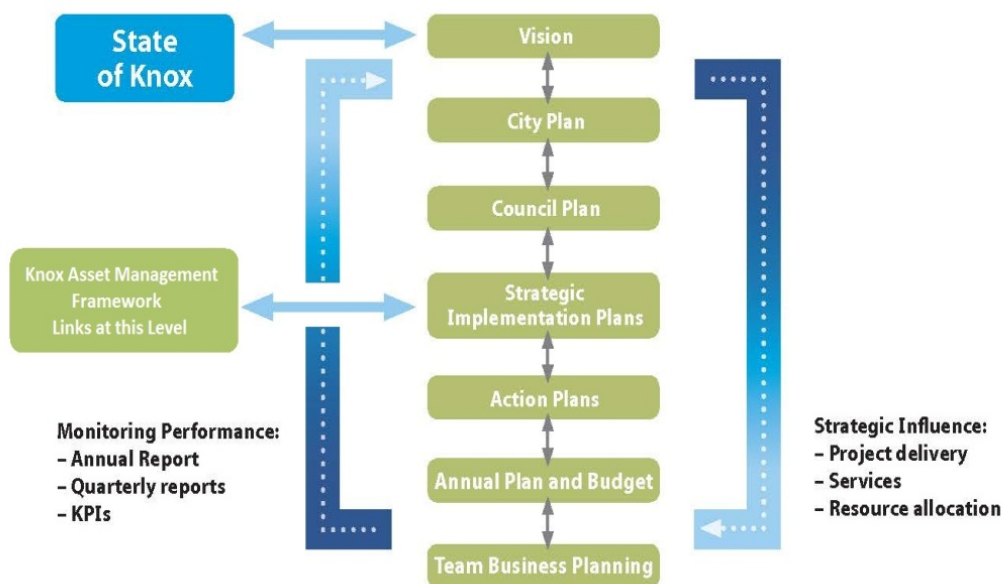 State
of Knox
Vision
City Plan
Council Plan
Knox Asset Management
Framework
Links at this Level
Strategic
Implementation Plans
Action Plans
Monitoring Performance:
– Annual Report
– Quarterly reports
– KPIs
Strategic Influence:
– Project delivery
– Services
– Resource allocation
Annual Plan and Budget
Team Business Planning